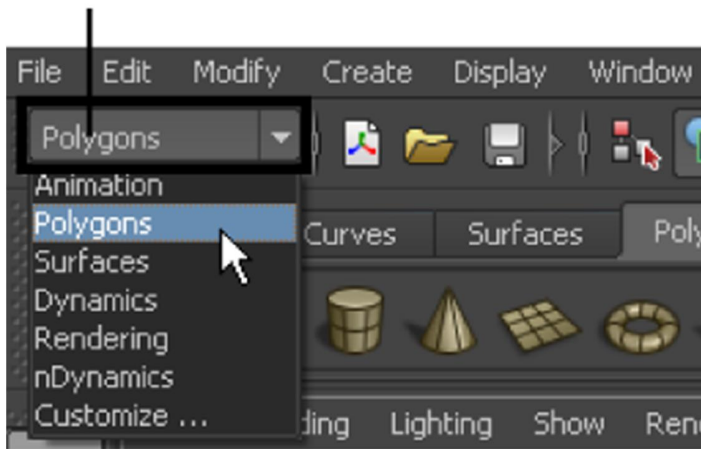 File Edit Modify Create Display Window
Polygons
Animation
Polygons
Curves Surfaces
Surfaces
Dynamics
Rendering
nDynamics
Customize ...
Lighting Show